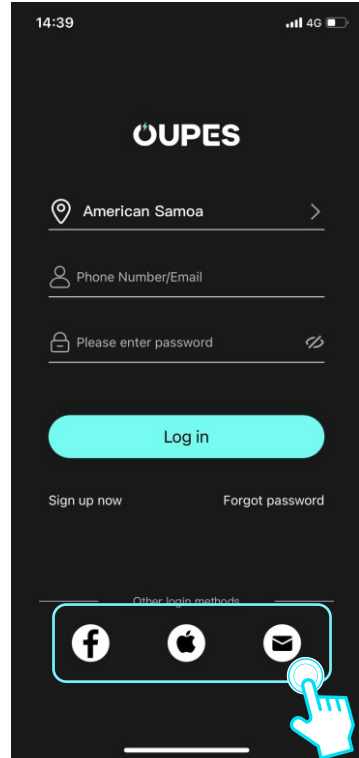 14:39 4G
OUPES
American Samoa
Phone Number/Email
Please enter password
Log in
Sign up now Forgot password
Other login methods